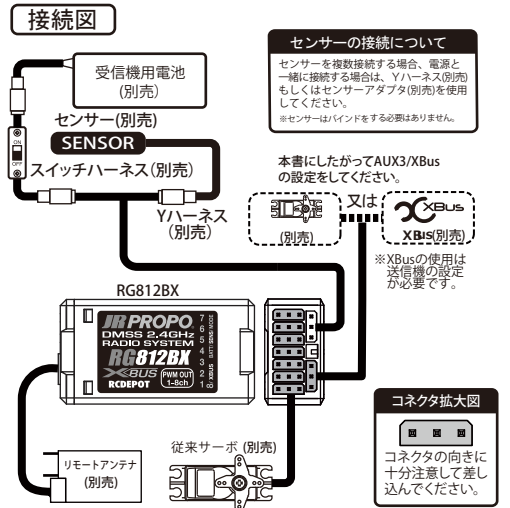 接続図
受信機用電池
(別売)
センサー(別売)
SENSOR
ON
OFF
スイッチハーネス(別売)
Yハーネス
(別売)
センサーの接続について
センサーを複数接続する場合、電源と
一緒に接続する場合は、Yハーネス(別売)
もしくはセンサーアダプタ(別売)を使用
してください。
※センサーはバインドをする必要はありません。
本書にしたがってAUX3/XBus
の設定をしてください。
又は
(別売)
XBUS
XBus(別売)
※XBusの使用は
送信機の設定
が必要です。
RG812BX
JR PROPO
DMSS 2.4GHz
RADIO SYSTEM
RG812BX
XBUS
PWM OUT
1-8ch
RCDEPOT
7
6
5
4
3
2
1
MODE
SENS
BATT
XBUS
リモートアンテナ
(別売)
従来サーボ (別売)
コネクタ拡大図
コネクタの向きに
十分注意して差し
込んでください。